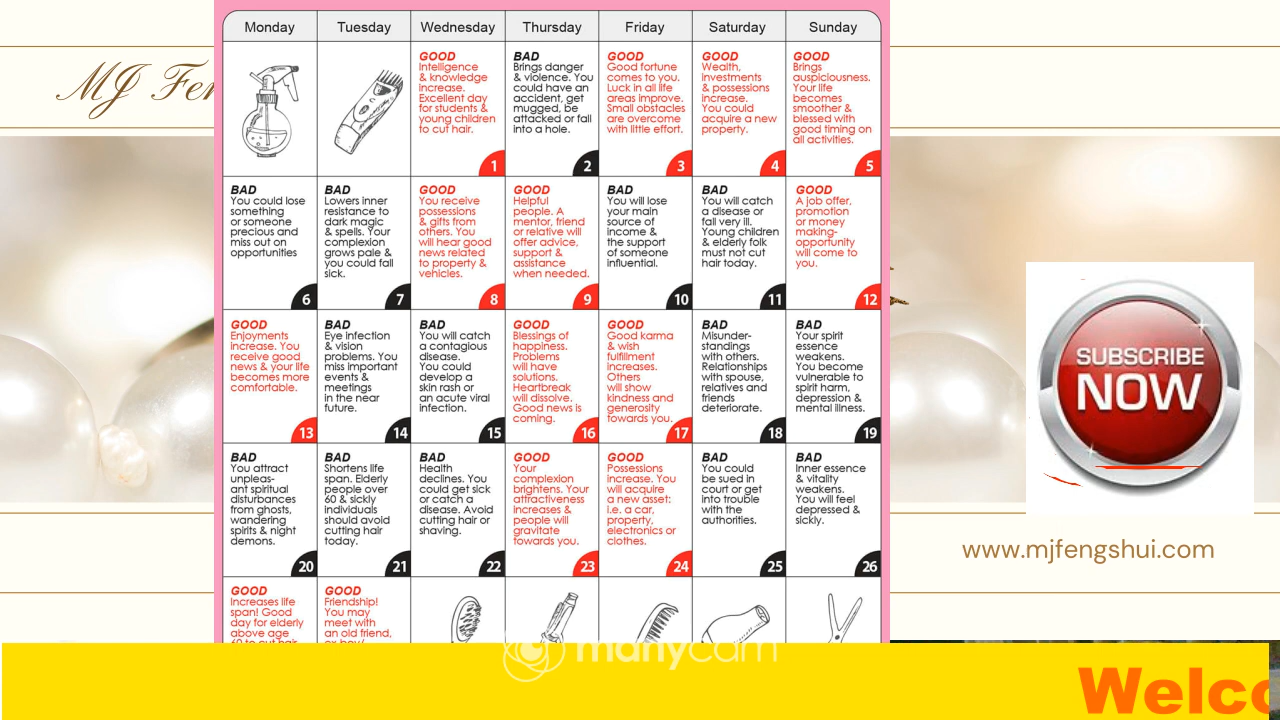 Monday Tuesday Wednesday Thursday Friday Saturday Sunday
MJ
GOOD
Intelligence
& knowledge
increase.
Excellent day
for students &
young children
to cut hair.
1
BAD
Brings danger
& violence. You
could have an
accident, get
mugged, be
attacked or fall
into a hole.
2
GOOD
Good fortune
comes to you.
Luck in all life
areas improve.
Small obstacles
are overcome
with little effort.
3
GOOD
Wealth,
investments
& possessions
increase.
You could
acquire a new
property.
4
GOOD
Brings
auspiciousness.
Your life
becomes
smoother &
blessed with
good timing on
all activities.
5
BAD
You could lose
something
or someone
precious and
miss out on
opportunities
6
BAD
Lowers inner
resistance to
dark magic
& spells. Your
complexion
grows pale &
you could fall
sick.
7
GOOD
You receive
possessions
& gifts from
others. You
will hear good
news related
to property &
vehicles.
8
GOOD
Helpful
people. A
mentor, friend
or relative will
offer advice,
support &
assistance
when needed.
9
BAD
You will lose
your main
source of
income &
the support
of someone
influential.
10
BAD
You will catch
a disease or
fall very ill.
Young children
& elderly folk
must not cut
hair today.
11
GOOD
A job offer,
promotion
or money
making-
opportunity
will come to
you.
12
GOOD
Enjoyments
increase. You
receive good
news & your life
becomes more
comfortable.
13
BAD
Eye infection
& vision
problems. You
miss important
events &
meetings
in the near
future.
14
BAD
You will catch
a contagious
disease.
You could
develop a
skin rash or
an acute viral
infection.
15
GOOD
Blessings of
happiness.
Problems
will have
solutions.
Heartbreak
will dissolve.
Good news is
coming.
16
GOOD
Good karma
& wish
fulfillment
increases.
Others
will show
kindness and
generosity
towards you.
17
BAD
Misunder-
standings
with others.
Relationships
with spouse,
relatives and
friends
deteriorate.
18
BAD
Your spirit
essence
weakens.
You become
vulnerable to
spirit harm,
depression &
mental illness.
19
BAD
You attract
unpleas-
ant spiritual
disturbances
from ghosts,
wandering
spirits & night
demons.
20
BAD
Shortens life
span. Elderly
people over
60 & sickly
individuals
should avoid
cutting hair
today.
21
BAD
Health
declines. You
could get sick
or catch a
disease. Avoid
cutting hair or
shaving.
22
GOOD
Your
complexion
brightens. Your
attractiveness
increases &
people will
gravitate
towards you.
23
GOOD
Possessions
increase. You
will acquire
a new asset:
i.e. a car,
property,
electronics or
clothes.
24
BAD
You could
be sued in
court or get
into trouble
with the
authorities.
25
BAD
Inner essence
& vitality
weakens.
You will feel
depressed &
sickly.
26
GOOD
Increases life
span! Good
day for elderly
above age
GOOD
Friendship!
You may
meet with
an old friend,
SUBSCRIBE
NOW
www.mjfengshui.com
manycam